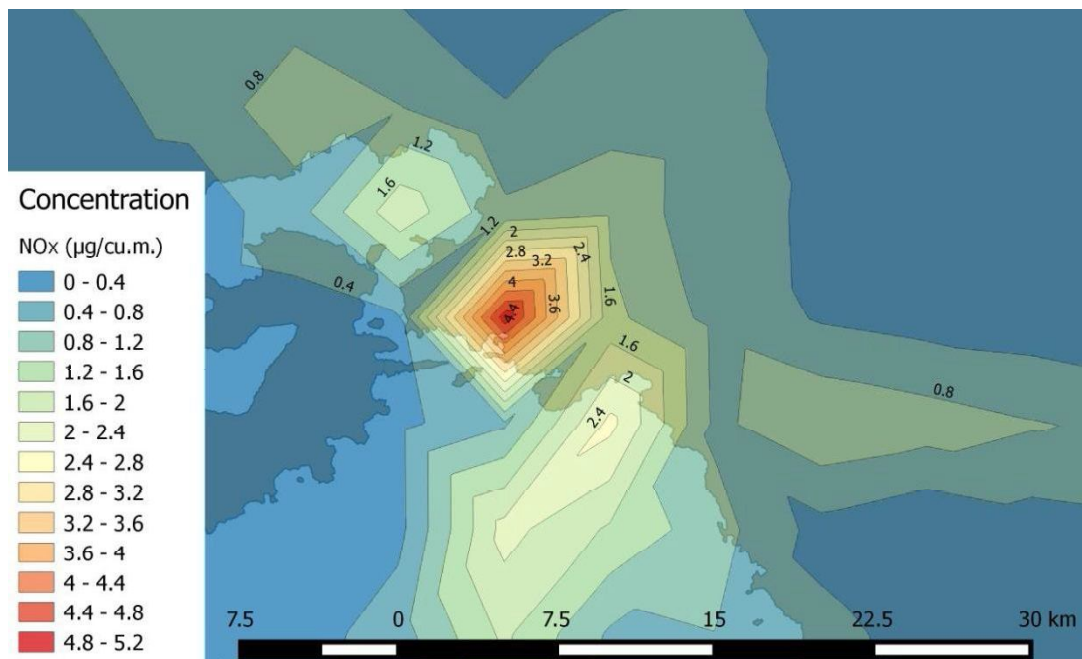 0.8
1.2
1.6
1.2
2
2.4
2.8
3.2
0.4
4
1.6
3.6
4.4
1.6
2
0.8
2.4
Concentration
NOx (µg/cu.m.)
0 - 0.4
0.4 - 0.8
0.8 - 1.2
1.2 - 1.6
1.6 - 2
2 - 2.4
2.4 - 2.8
2.8 - 3.2
3.2 - 3.6
3.6 - 4
4 - 4.4
4.4 - 4.8
4.8 - 5.2
7.5 0 7.5 15 22.5 30 km